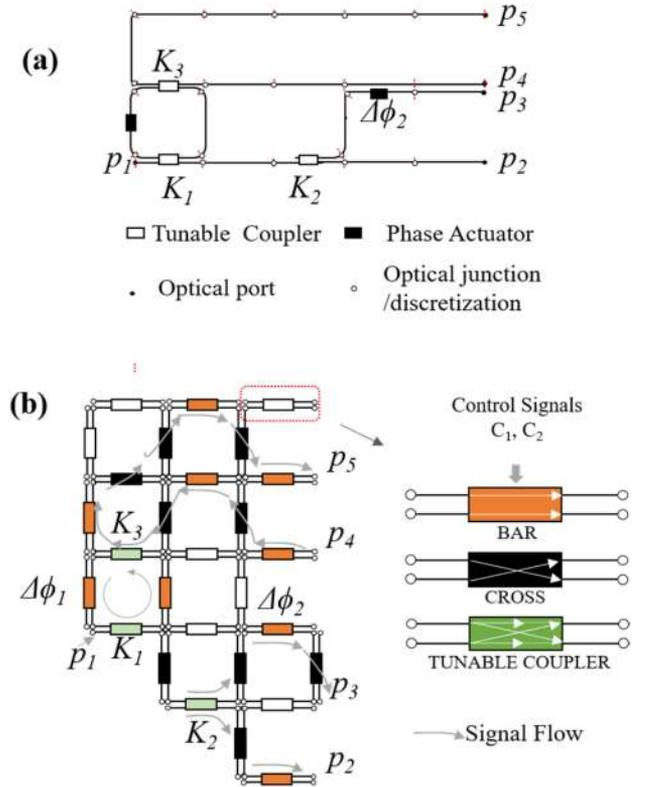 (a)
p5
K3
p4
p3
Δϕ2
p1
K1
K2
p2
Tunable Coupler
Phase Actuator
Optical port
Optical junction
/discretization
(b)
Control Signals
C1, C2
p5
BAR
K3
p4
CROSS
Δϕ1
Δϕ2
p1
K1
TUNABLE COUPLER
p3
K2
Signal Flow
p2